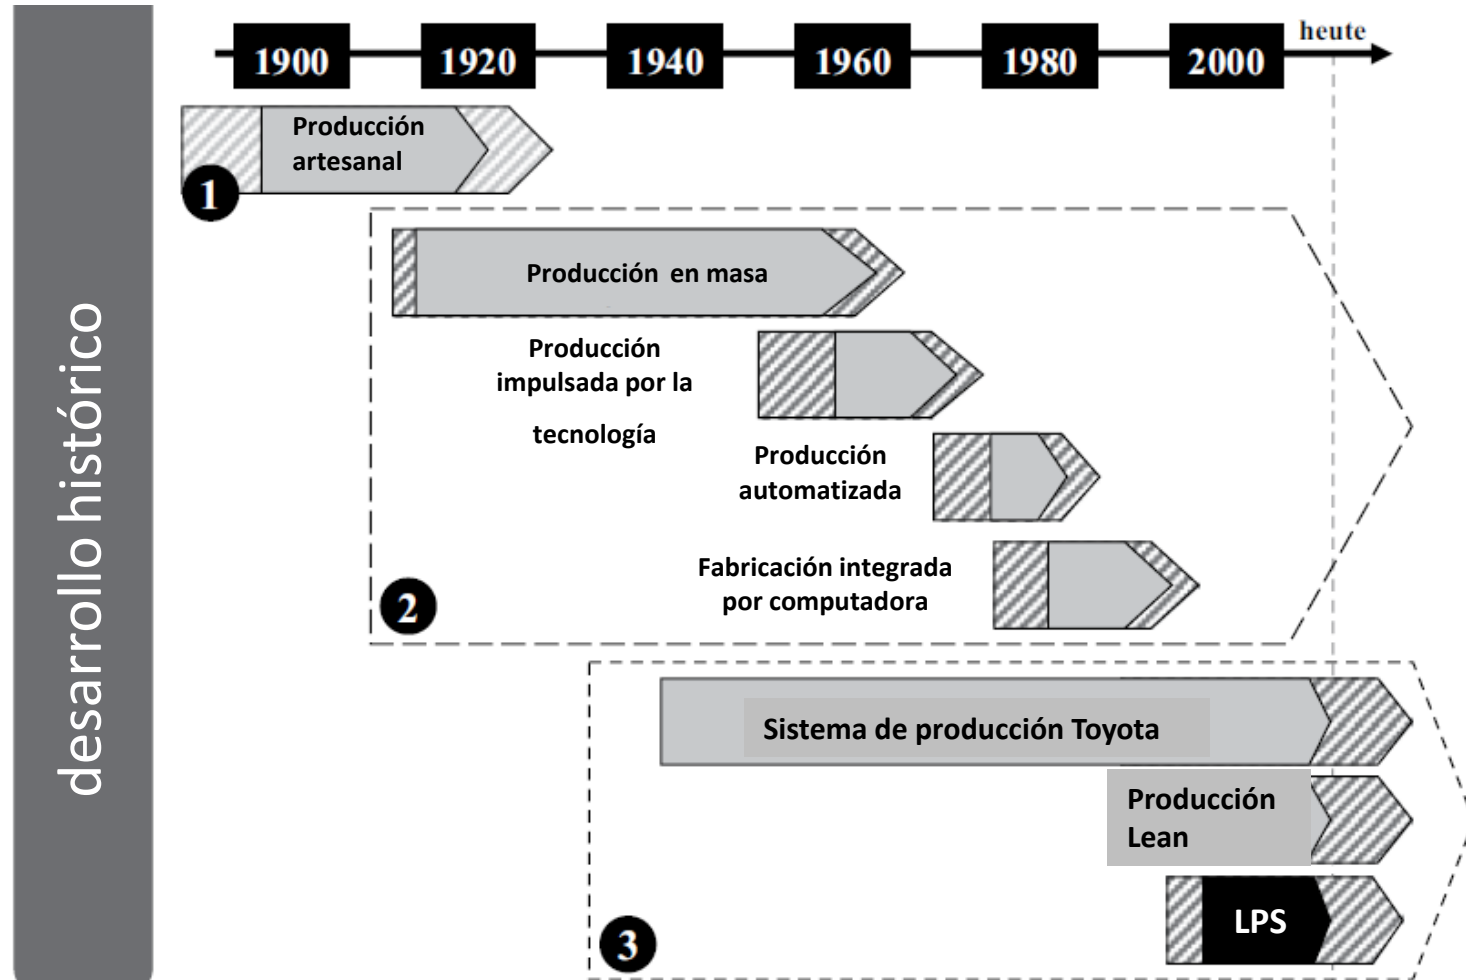 heute
1900 1920 1940 1960 1980 2000
Producción
artesanal
1
Producción en masa
Producción
impulsada por la
tecnología
Producción
automatizada
Fabricación integrada
por computadora
2
Sistema de producción Toyota
Producción
Lean
LPS
3
desarrollo histórico